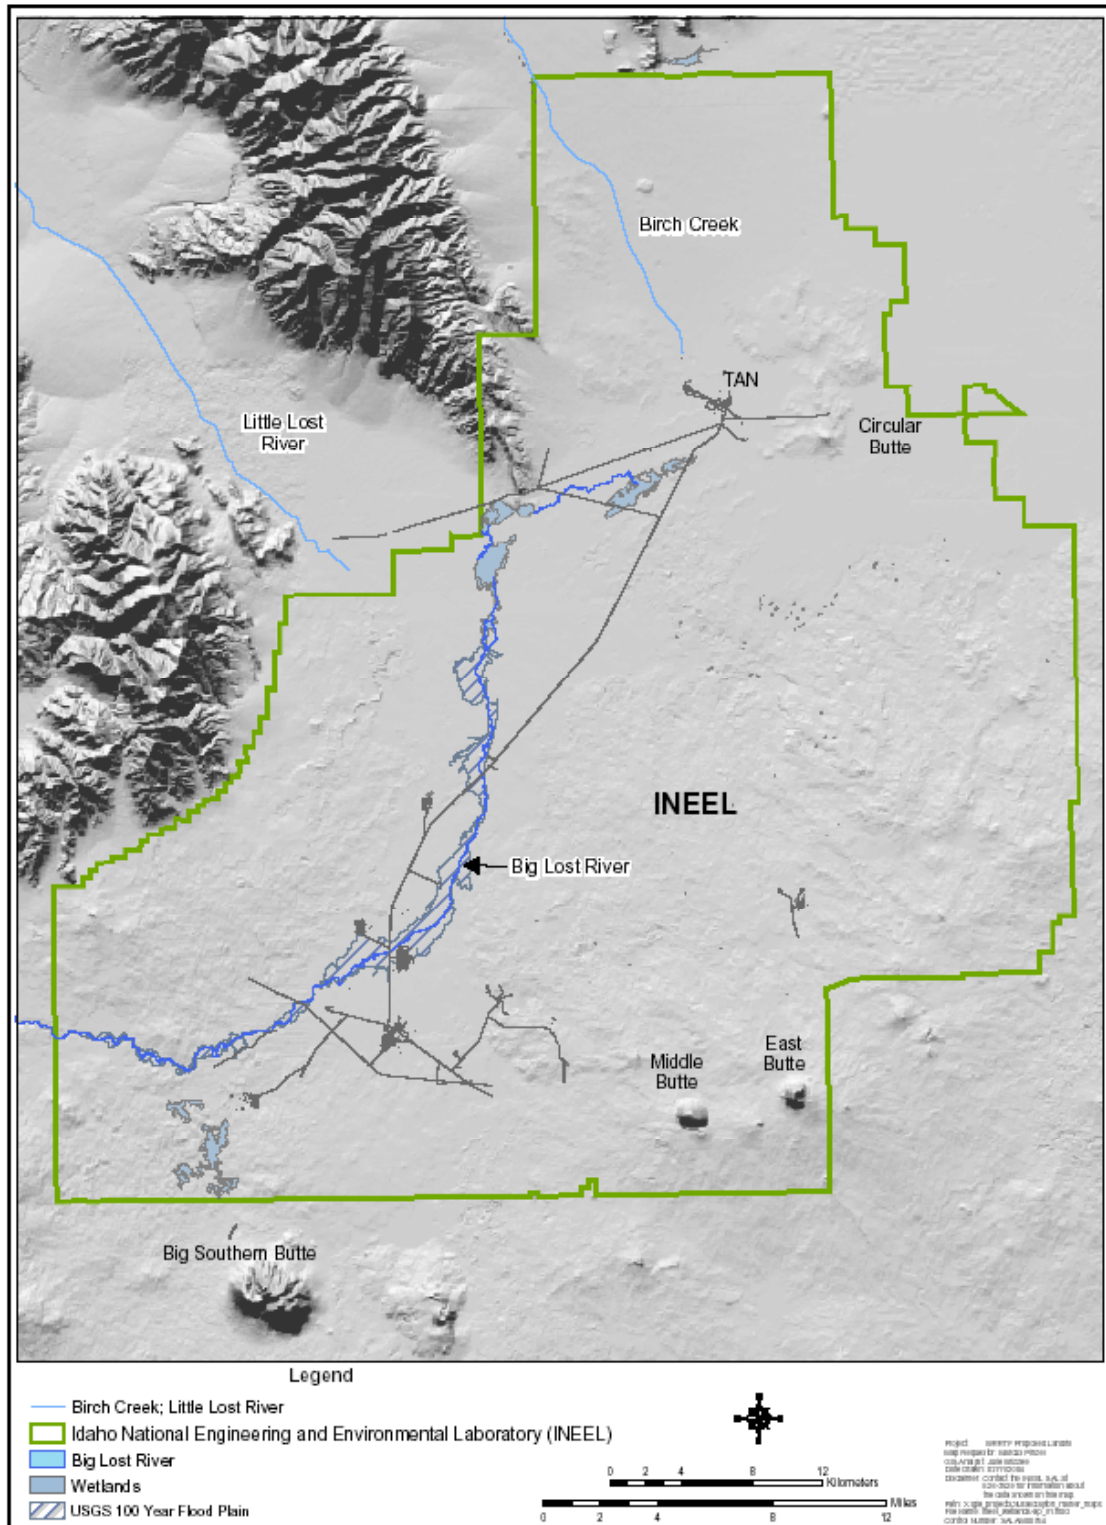 Birch Creek
TAN
Little Lost
River
Circular
Butte
INEEL
Big Lost River
East
Butte
Middle
Butte
Big Southern Butte
Legend
Birch Creek; Little Lost River
Idaho National Engineering and Environmental Laboratory (INEEL)
Big Lost River
Wetlands
USGS 100 Year Flood Plain
0 2 4 8 12
Kilometers
Miles
0 2 4 8 12